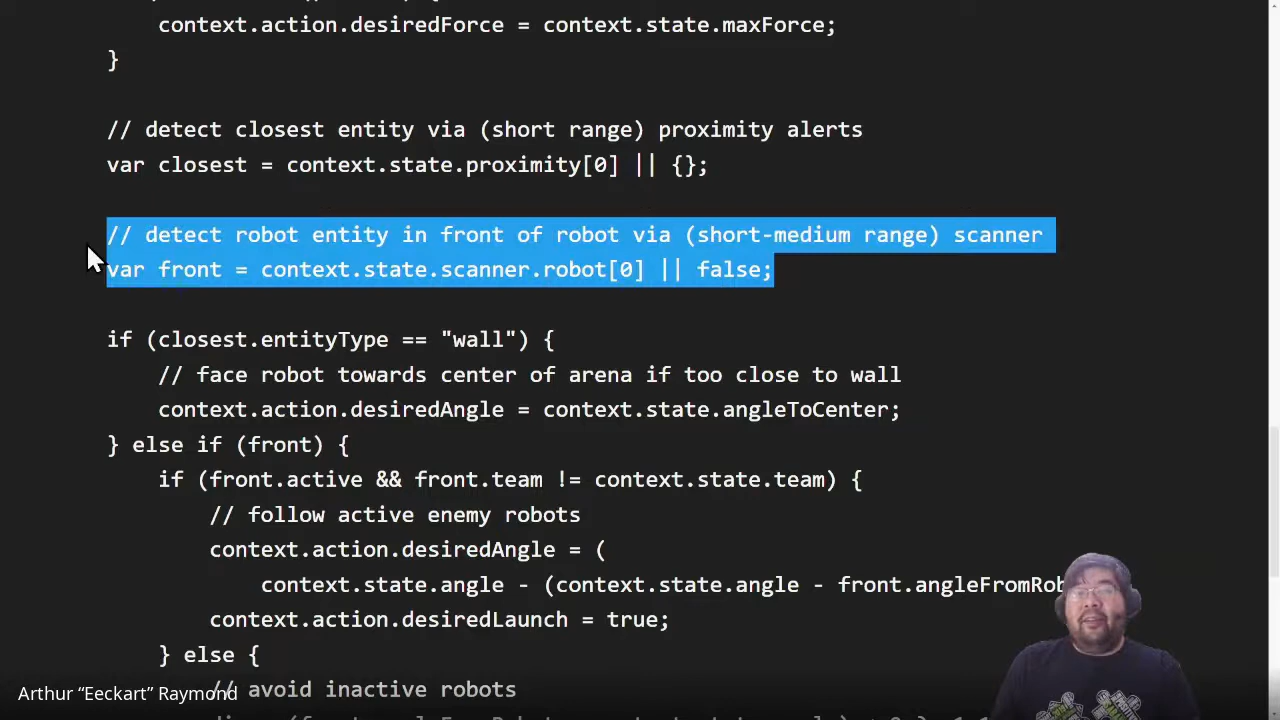 context.action.desiredForce = context.state.maxForce;
}
// detect closest entity via (short range) proximity alerts
var closest = context.state.proximity[0] || {};
// detect robot entity in front of robot via (short-medium range) scanner
var front = context.state.scanner.robot[0] || false;
if (closest.entityType == "wall") {
// face robot towards center of arena if too close to wall
context.action.desiredAngle = context.state.angleToCenter;
} else if (front) {
if (front.active && front.team != context.state.team) {
// follow active enemy robots
context.action.desiredAngle = (
context.state.angle - (context.state.angle - front.angleFromRob
context.action.desiredLaunch = true;
} else {
// avoid inactive robots
Arthur “Eeckart” Raymond